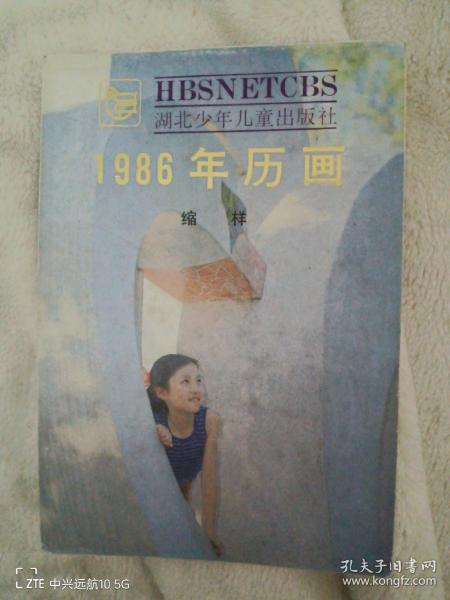 HBSNETCBS
湖北少年儿童出版社
1986年历画
缩样
ZTE 中兴远航10 5G
孔夫子旧书网
www.kongfz.com